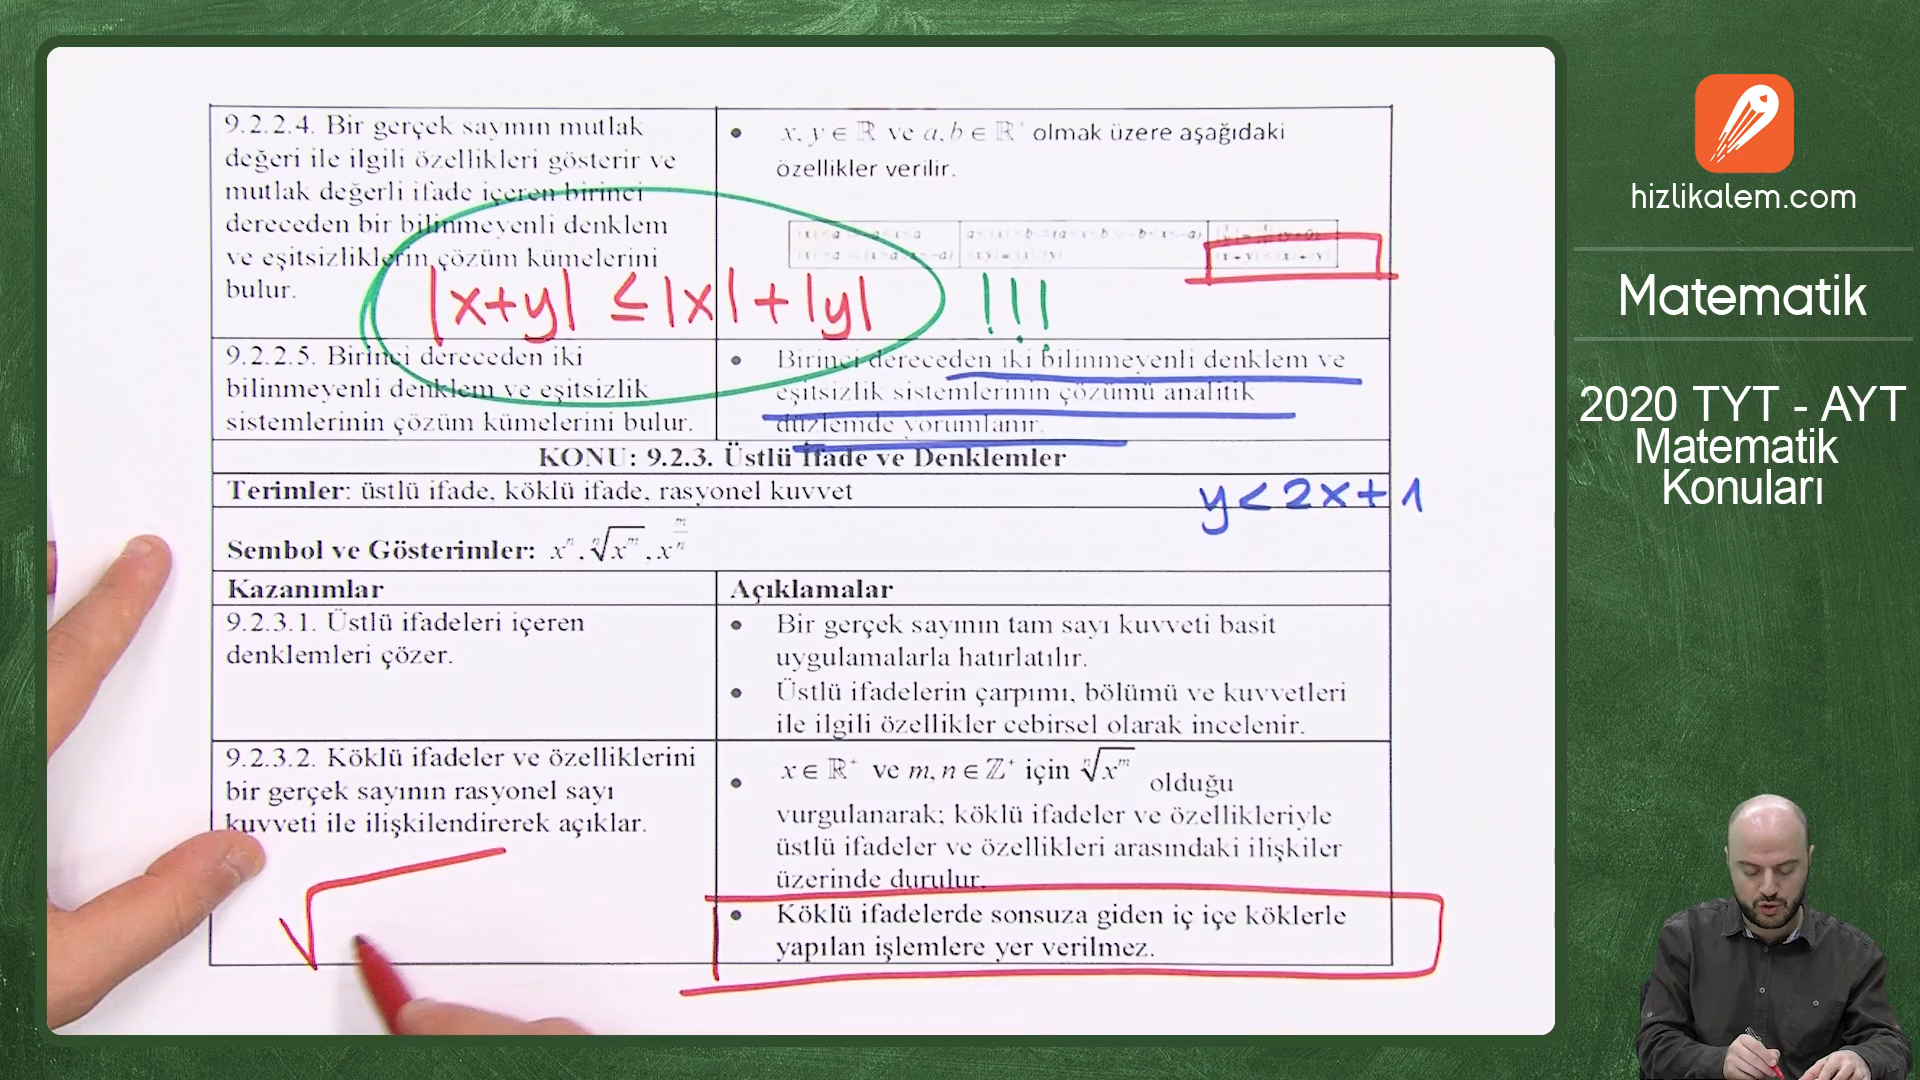 9.2.2.4. Bir gerçek sayının mutlak
değeri ile ilgili özellikleri gösterir ve
mutlak değerli ifade içeren birinci
dereceden bir bilinmeyenli denklem
ve eşitsizliklerin çözüm kümelerini
bulur.
x, y ∈ ℝ ve a, b ∈ ℝ⁺ olmak üzere aşağıdaki
özellikler verilir.
|x+y| ≤ |x| + |y| !!!
9.2.2.5. Birinci dereceden iki
bilinmeyenli denklem ve eşitsizlik
sistemlerinin çözüm kümelerini bulur.
Birinci dereceden iki bilinmeyenli denklem ve
eşitsizlik sistemlerinin çözümü analitik
düzlemde yorumlanır.
KONU: 9.2.3. Üstlü İfade ve Denklemler
Terimler: üstlü ifade, köklü ifade, rasyonel kuvvet
y < 2x + 1
Sembol ve Gösterimler: xⁿ, ⁿ√xᵐ, x^(m/n)
Kazanımlar
Açıklamalar
9.2.3.1. Üstlü ifadeleri içeren
denklemleri çözer.
• Bir gerçek sayının tam sayı kuvveti basit
uygulamalarla hatırlatılır.
• Üstlü ifadelerin çarpımı, bölümü ve kuvvetleri
ile ilgili özellikler cebirsel olarak incelenir.
9.2.3.2. Köklü ifadeler ve özelliklerini
bir gerçek sayının rasyonel sayı
kuvveti ile ilişkilendirerek açıklar.
• x ∈ ℝ⁺ ve m, n ∈ ℤ⁺ için ⁿ√xᵐ olduğu
vurgulanarak; köklü ifadeler ve özellikleriyle
üstlü ifadeler ve özellikleri arasındaki ilişkiler
üzerinde durulur.
• Köklü ifadelerde sonsuza giden iç içe köklerle
yapılan işlemlere yer verilmez.
√
hizlikalem.com
Matematik
2020 TYT - AYT
Matematik
Konuları